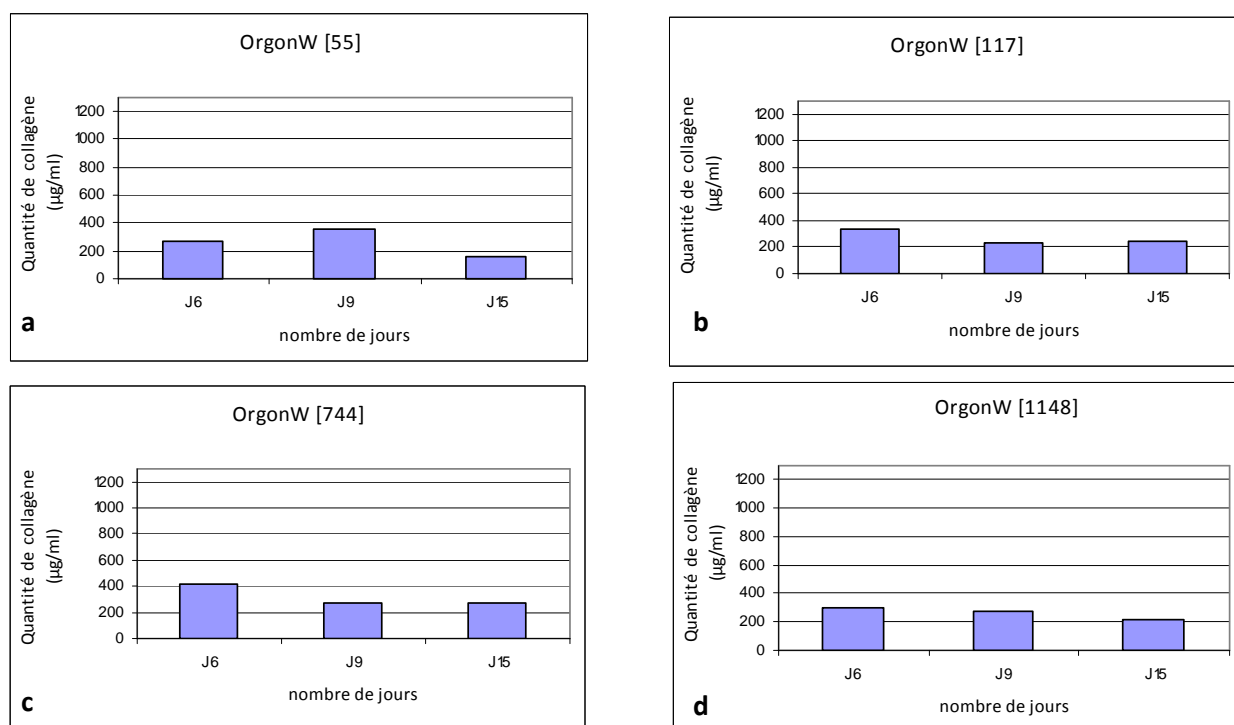 OrgonW [55]
Quantité de collagène
(µg/ml)
1200
1000
800
600
400
200
0
J6 J9 J15
nombre de jours
a
OrgonW [117]
Quantité de collagène
(µg/ml)
1200
1000
800
600
400
200
0
J6 J9 J15
nombre de jours
b
OrgonW [744]
Quantité de collagène
(µg/ml)
1200
1000
800
600
400
200
0
J6 J9 J15
nombre de jours
c
OrgonW [1148]
Quantité de collagène
(µg/ml)
1200
1000
800
600
400
200
0
J6 J9 J15
nombre de jours
d